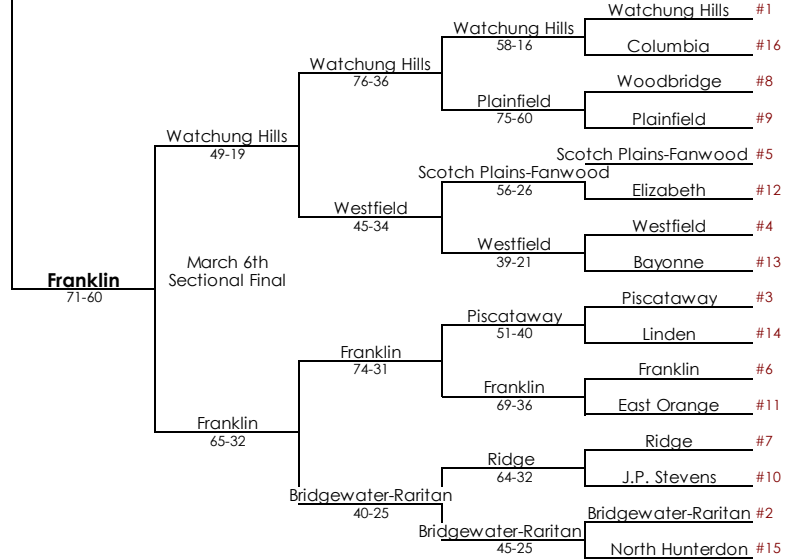 Watchung Hills #1
Watchung Hills
58-16
Columbia #16
Watchung Hills
76-36
Woodbridge #8
Plainfield
75-60
Plainfield #9
Watchung Hills
49-19
Scotch Plains-Fanwood #5
Scotch Plains-Fanwood
56-26
Elizabeth #12
Westfield
45-34
Westfield #4
Westfield
39-21
Bayonne #13
March 6th
Sectional Final
Franklin
71-60
Piscataway #3
Piscataway
51-40
Linden #14
Franklin
74-31
Franklin #6
Franklin
69-36
East Orange #11
Franklin
65-32
Ridge #7
Ridge
64-32
J.P. Stevens #10
Bridgewater-Raritan
40-25
Bridgewater-Raritan #2
Bridgewater-Raritan
45-25
North Hunterdon #15